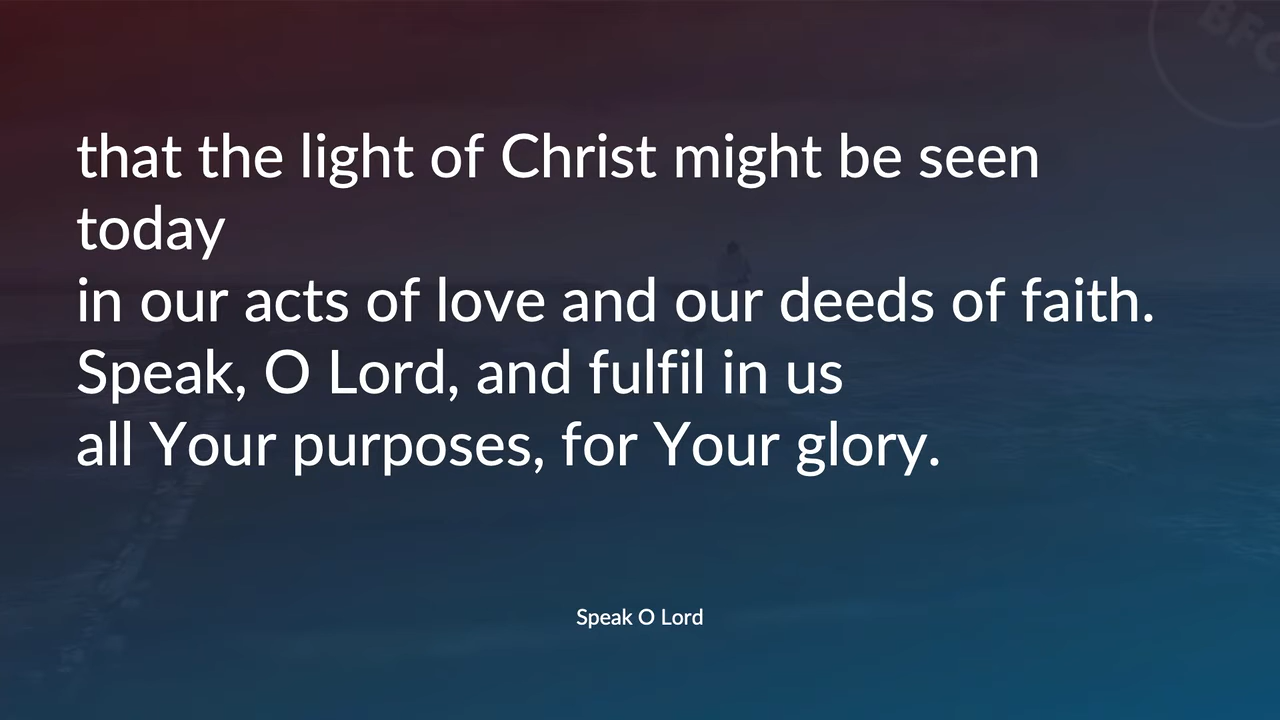 BFC
that the light of Christ might be seen
today
in our acts of love and our deeds of faith.
Speak, O Lord, and fulfil in us
all Your purposes, for Your glory.
Speak O Lord